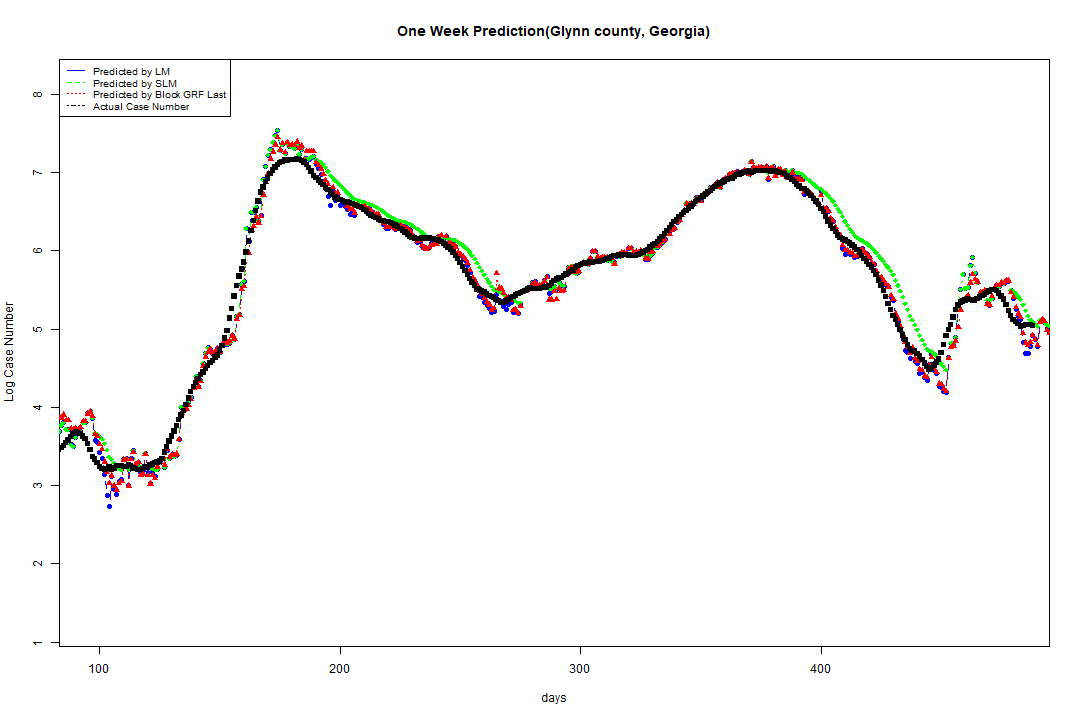 One Week Prediction(Glynn county, Georgia)
Predicted by LM
Predicted by SLM
Predicted by Block GRF Last
Actual Case Number
8
7
6
5
4
3
2
1
Log Case Number
100 200 300 400
days